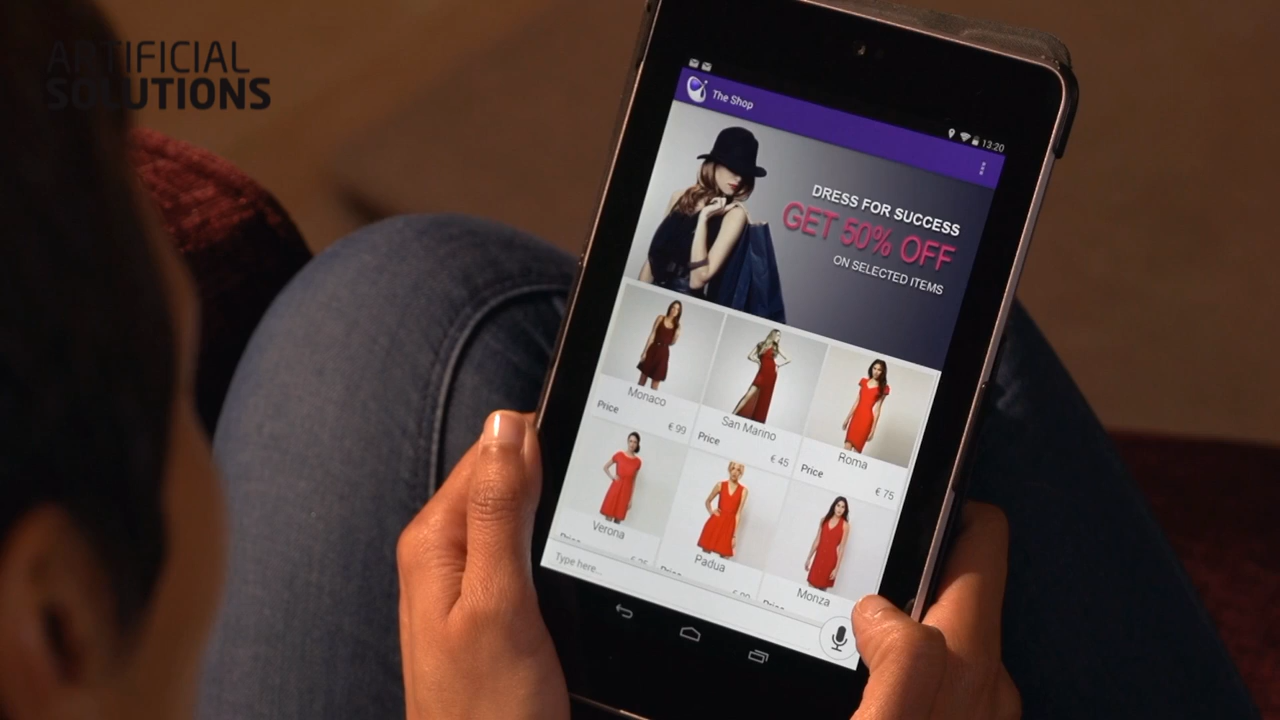 ARTIFICIAL
SOLUTIONS
The Shop
13:20
DRESS FOR SUCCESS
GET 50% OFF
ON SELECTED ITEMS
Monaco
Price
€ 99
San Marino
Price
€ 45
Roma
Price
€ 75
Verona
Padua
Monza
Type here...